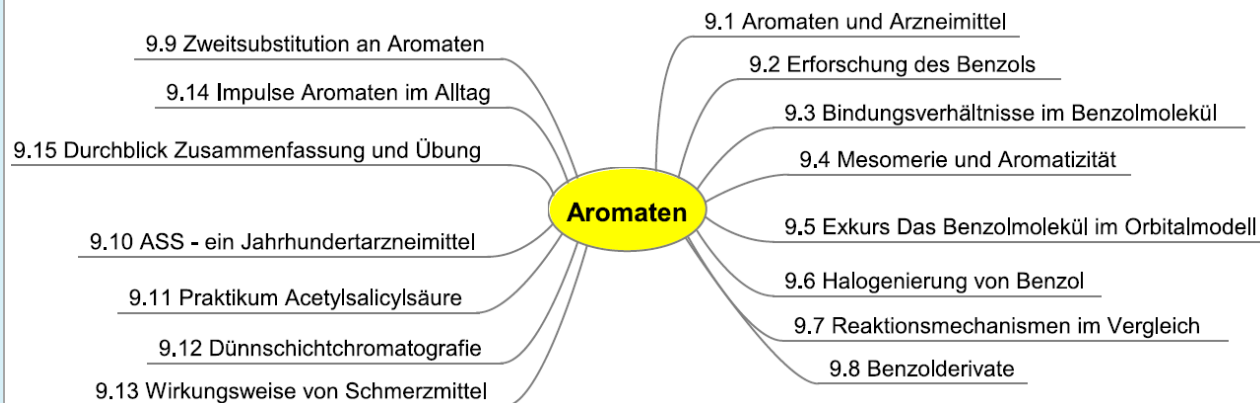 9.1 Aromaten und Arzneimittel
9.2 Erforschung des Benzols
9.3 Bindungsverhältnisse im Benzolmolekül
9.4 Mesomerie und Aromatizität
9.5 Exkurs Das Benzolmolekül im Orbitalmodell
9.6 Halogenierung von Benzol
9.7 Reaktionsmechanismen im Vergleich
9.8 Benzolderivate
Aromaten
9.9 Zweitsubstitution an Aromaten
9.14 Impulse Aromaten im Alltag
9.15 Durchblick Zusammenfassung und Übung
9.10 ASS - ein Jahrhundertarzneimittel
9.11 Praktikum Acetylsalicylsäure
9.12 Dünnschichtchromatografie
9.13 Wirkungsweise von Schmerzmittel